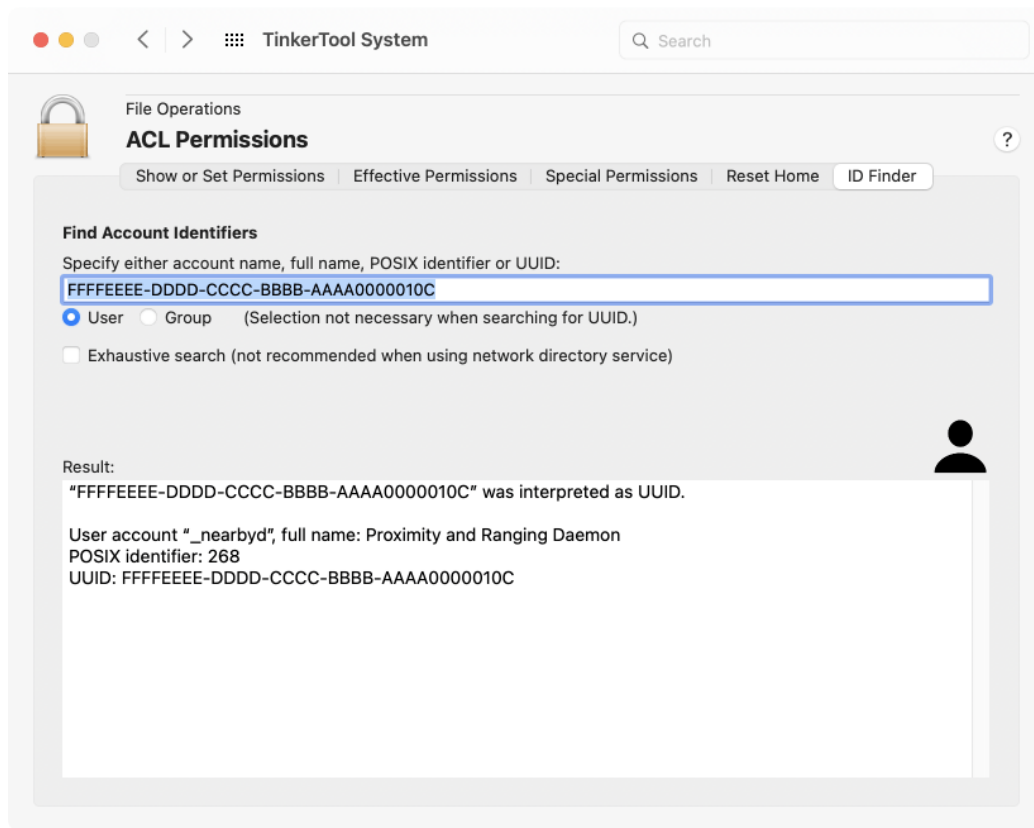 TinkerTool System
Search
File Operations
ACL Permissions
?
Show or Set Permissions
Effective Permissions
Special Permissions
Reset Home
ID Finder
Find Account Identifiers
Specify either account name, full name, POSIX identifier or UUID:
FFFFEEEE-DDDD-CCCC-BBBB-AAAA0000010C
User Group (Selection not necessary when searching for UUID.)
Exhaustive search (not recommended when using network directory service)
Result:
“FFFFEEEE-DDDD-CCCC-BBBB-AAAA0000010C” was interpreted as UUID.
User account “_nearbyd”, full name: Proximity and Ranging Daemon
POSIX identifier: 268
UUID: FFFFEEEE-DDDD-CCCC-BBBB-AAAA0000010C